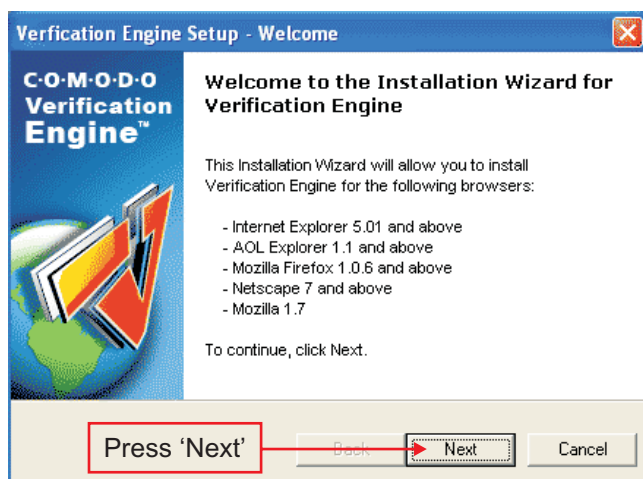 Verfication Engine Setup - Welcome
C·O·M·O·D·O
Verification
Engine™
Welcome to the Installation Wizard for
Verification Engine
This Installation Wizard will allow you to install
Verification Engine for the following browsers:
- Internet Explorer 5.01 and above
- AOL Explorer 1.1 and above
- Mozilla Firefox 1.0.6 and above
- Netscape 7 and above
- Mozilla 1.7
To continue, click Next.
Press ‘Next’
Back
Next
Cancel